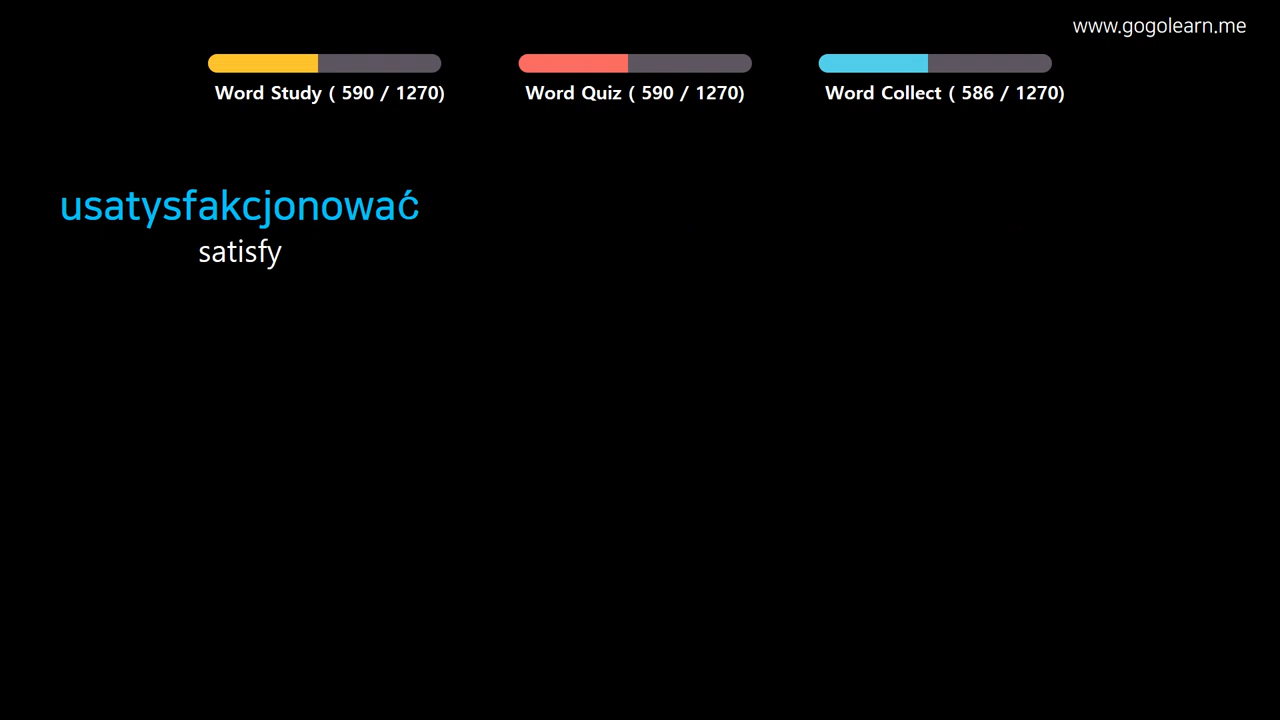 www.gogolearn.me
Word Study ( 590 / 1270)
Word Quiz ( 590 / 1270)
Word Collect ( 586 / 1270)
usatysfakcjonować
satisfy